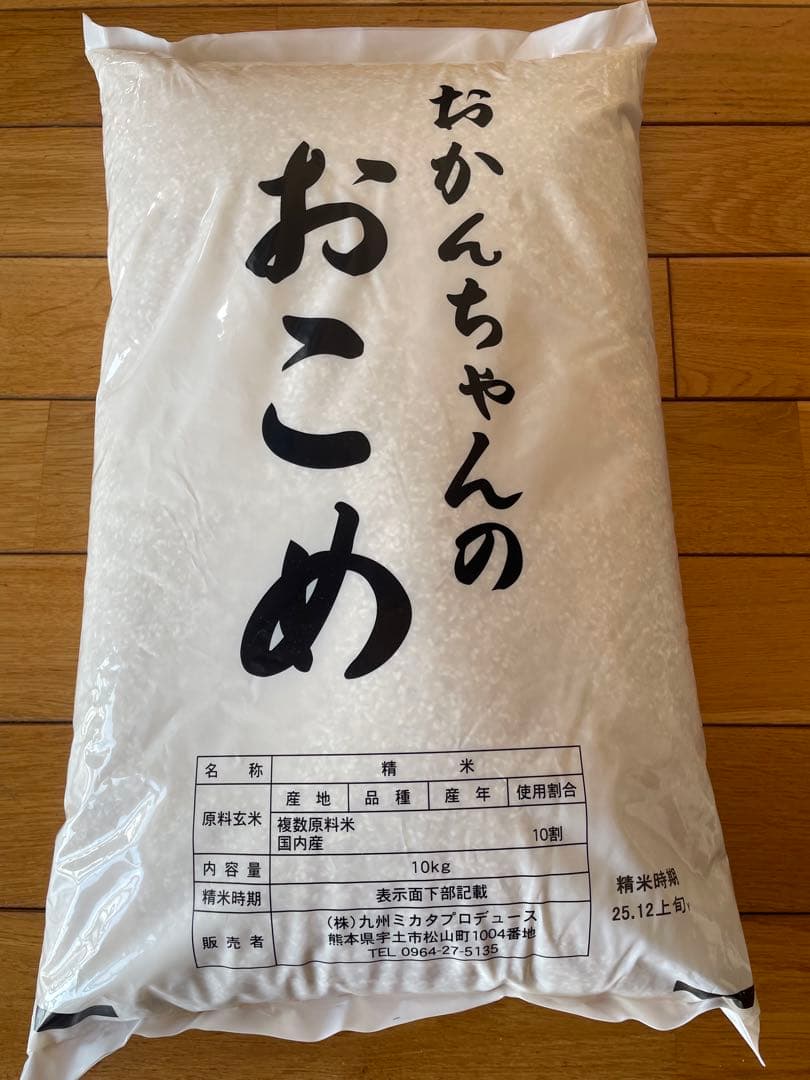 おかんちゃんの
おこめ
名称 精米
原料玄米 産地 品種 産年 使用割合
複数原料米
国内産 10割
内容量 10kg
精米時期 表示面下部記載
販売者 (株)九州ミカタプロデュース
熊本県宇土市松山町1004番地
TEL 0964-27-5135
精米時期
25.12上旬